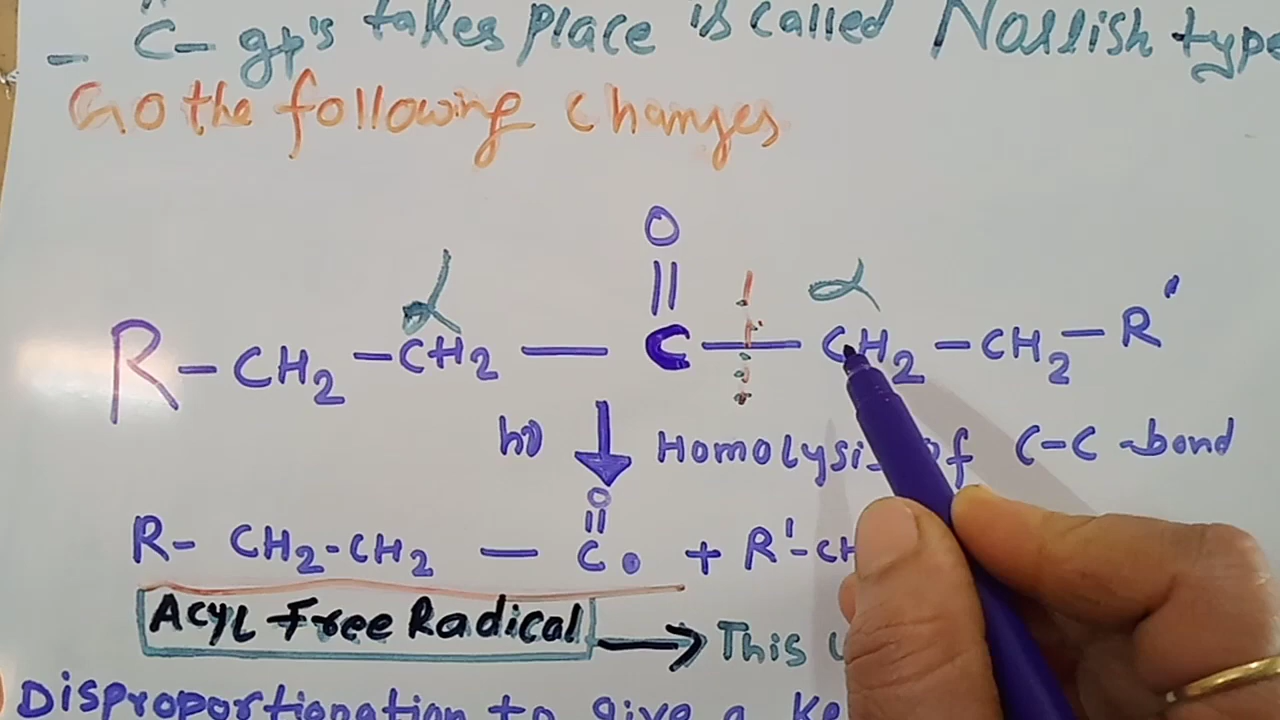 - C - gp's takes place is called Norrish type
Go the following changes
O
α α
R-CH2-CH2-C-CH2-CH2-R'
hν Homolysis of C-C-bond
O
R-CH2-CH2-C• + R'-CH
Acyl Free Radical → This
Disproportionation to give a Ke